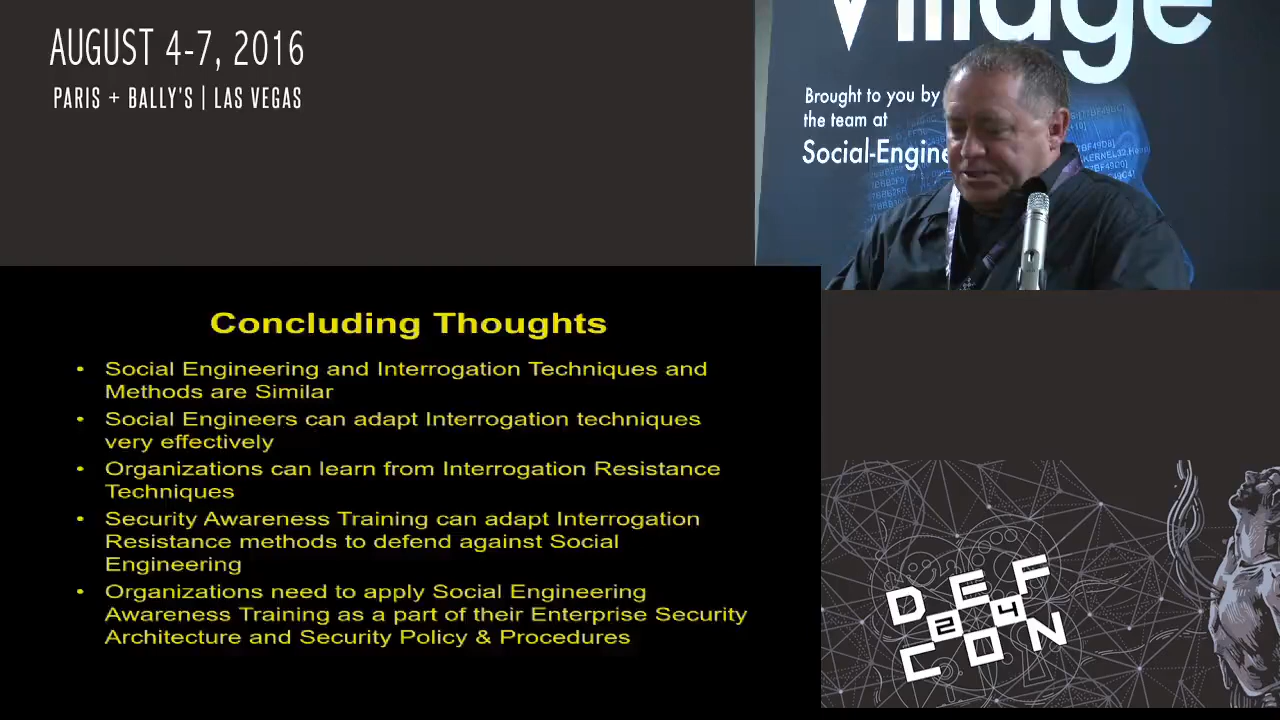 AUGUST 4-7, 2016
PARIS + BALLY'S | LAS VEGAS
Village
Brought to you by
the team at
Social-Engine
Concluding Thoughts
• Social Engineering and Interrogation Techniques and
Methods are Similar
• Social Engineers can adapt Interrogation techniques
very effectively
• Organizations can learn from Interrogation Resistance
Techniques
• Security Awareness Training can adapt Interrogation
Resistance methods to defend against Social
Engineering
• Organizations need to apply Social Engineering
Awareness Training as a part of their Enterprise Security
Architecture and Security Policy & Procedures
DEF
24
CON